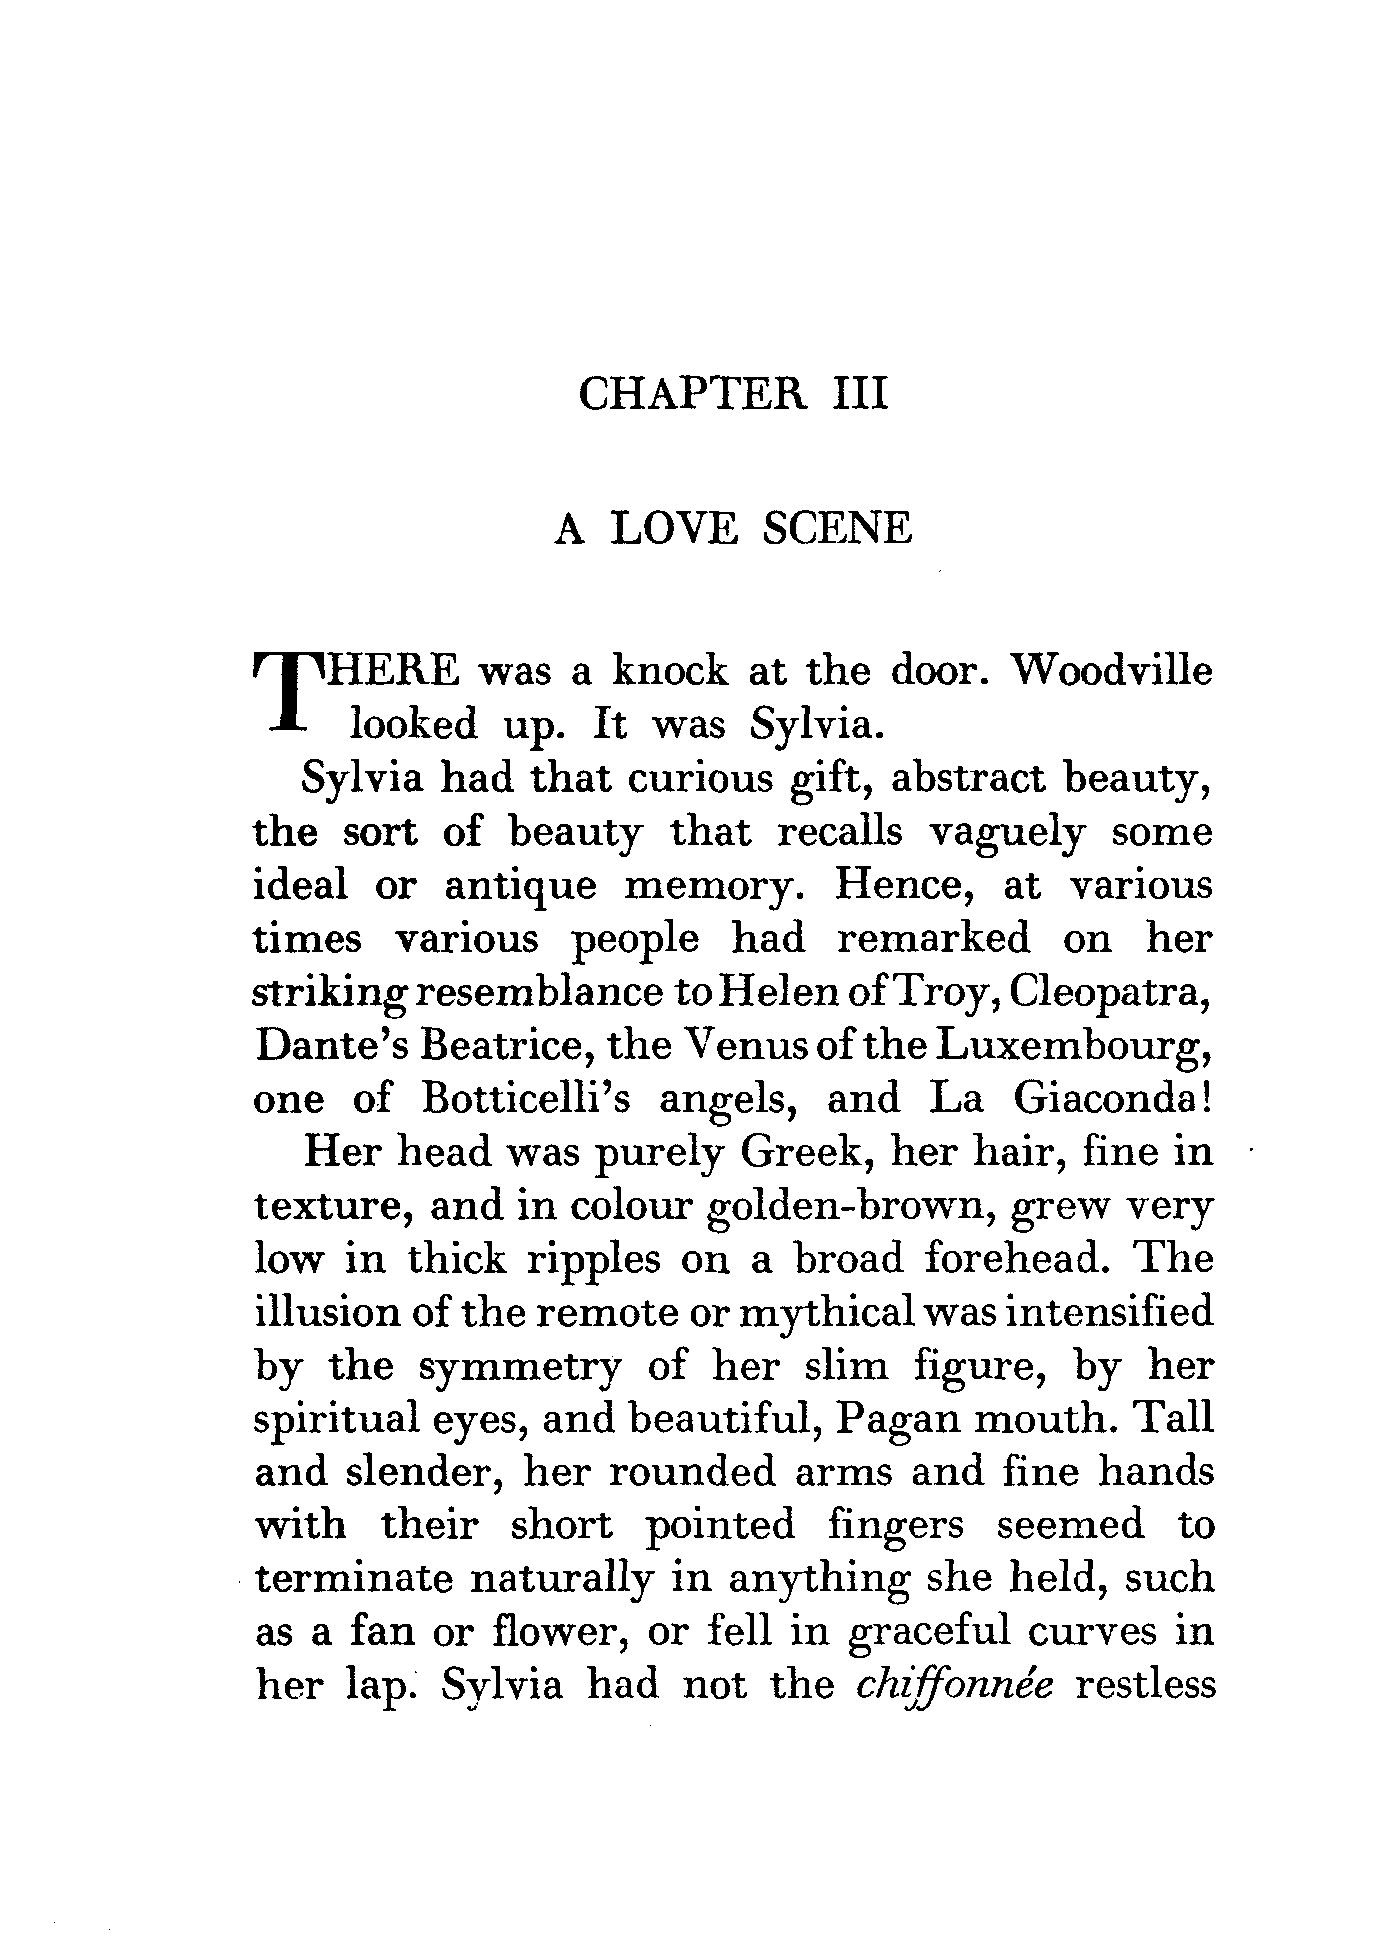 CHAPTER III
A LOVE SCENE
THERE was a knock at the door. Woodville
looked up. It was Sylvia.
Sylvia had that curious gift, abstract beauty,
the sort of beauty that recalls vaguely some
ideal or antique memory. Hence, at various
times various people had remarked on her
striking resemblance to Helen of Troy, Cleopatra,
Dante's Beatrice, the Venus of the Luxembourg,
one of Botticelli's angels, and La Giaconda!
Her head was purely Greek, her hair, fine in
texture, and in colour golden-brown, grew very
low in thick ripples on a broad forehead. The
illusion of the remote or mythical was intensified
by the symmetry of her slim figure, by her
spiritual eyes, and beautiful, Pagan mouth. Tall
and slender, her rounded arms and fine hands
with their short pointed fingers seemed to
terminate naturally in anything she held, such
as a fan or flower, or fell in graceful curves in
her lap. Sylvia had not the chiffonnée restless